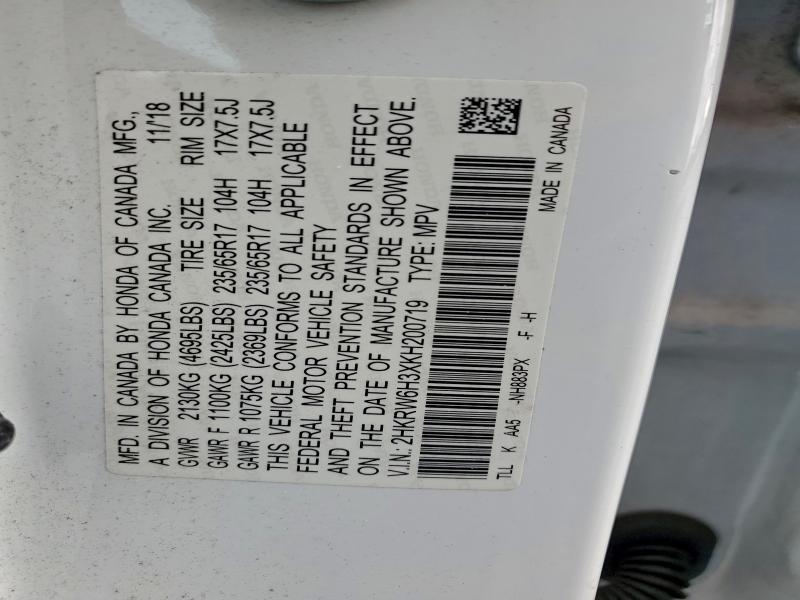 MFD. IN CANADA BY HONDA OF CANADA MFG.,
A DIVISION OF HONDA CANADA INC. 11/18
GVWR 2130KG (4695LBS) TIRE SIZE RIM SIZE
GAWR F 1100KG (2425LBS) 235/65R17 104H 17X7.5J
GAWR R 1075KG (2369LBS) 235/65R17 104H 17X7.5J
THIS VEHICLE CONFORMS TO ALL APPLICABLE
FEDERAL MOTOR VEHICLE SAFETY
AND THEFT PREVENTION STANDARDS IN EFFECT
ON THE DATE OF MANUFACTURE SHOWN ABOVE.
V.I.N.: 2HKRW6H3XKH200719 TYPE: MPV
TLL K AA5 -NH883PX -F -H
MADE IN CANADA